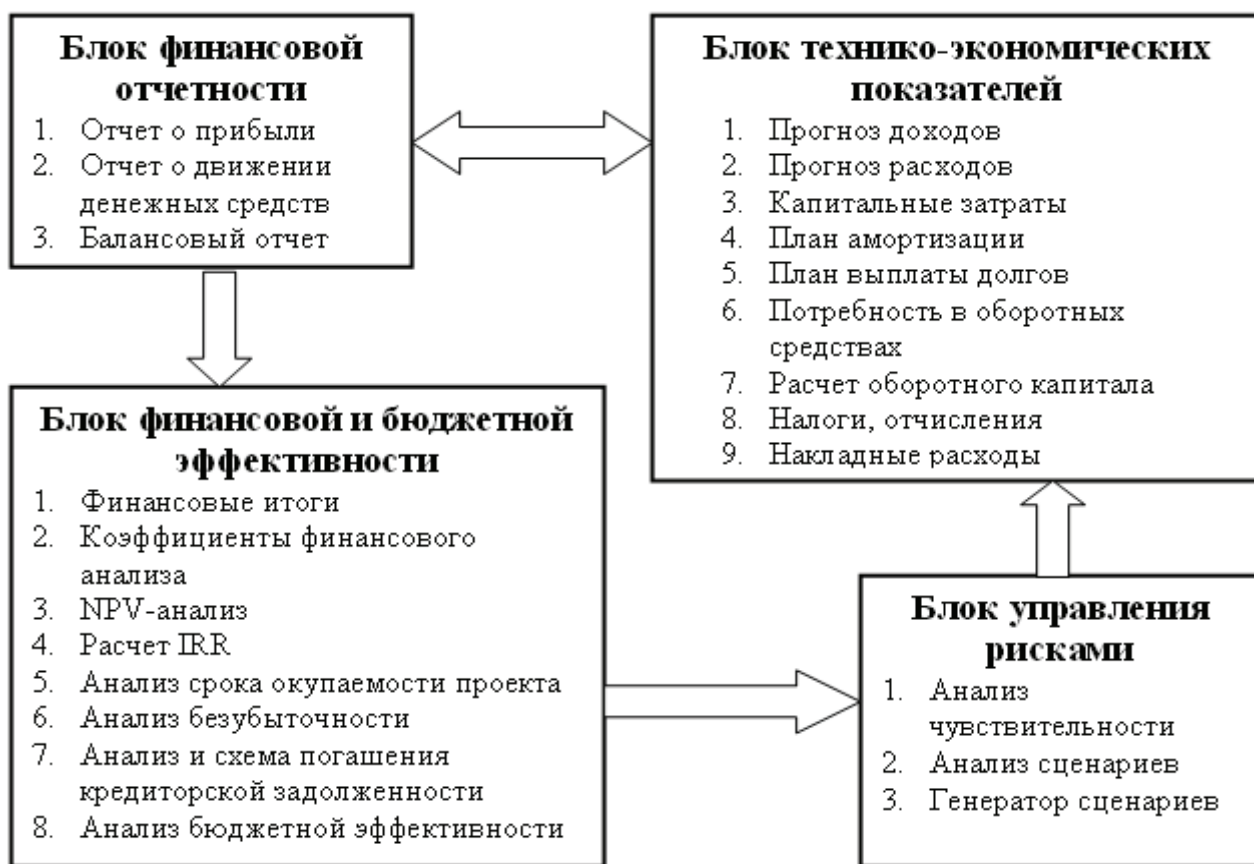 Блок финансовой
отчетности
1. Отчет о прибыли
2. Отчет о движении
денежных средств
3. Балансовый отчет
Блок технико-экономических
показателей
1. Прогноз доходов
2. Прогноз расходов
3. Капитальные затраты
4. План амортизации
5. План выплаты долгов
6. Потребность в оборотных
средствах
7. Расчет оборотного капитала
8. Налоги, отчисления
9. Накладные расходы
Блок финансовой и бюджетной
эффективности
1. Финансовые итоги
2. Коэффициенты финансового
анализа
3. NPV-анализ
4. Расчет IRR
5. Анализ срока окупаемости проекта
6. Анализ безубыточности
7. Анализ и схема погашения
кредиторской задолженности
8. Анализ бюджетной эффективности
Блок управления
рисками
1. Анализ
чувствительности
2. Анализ сценариев
3. Генератор сценариев